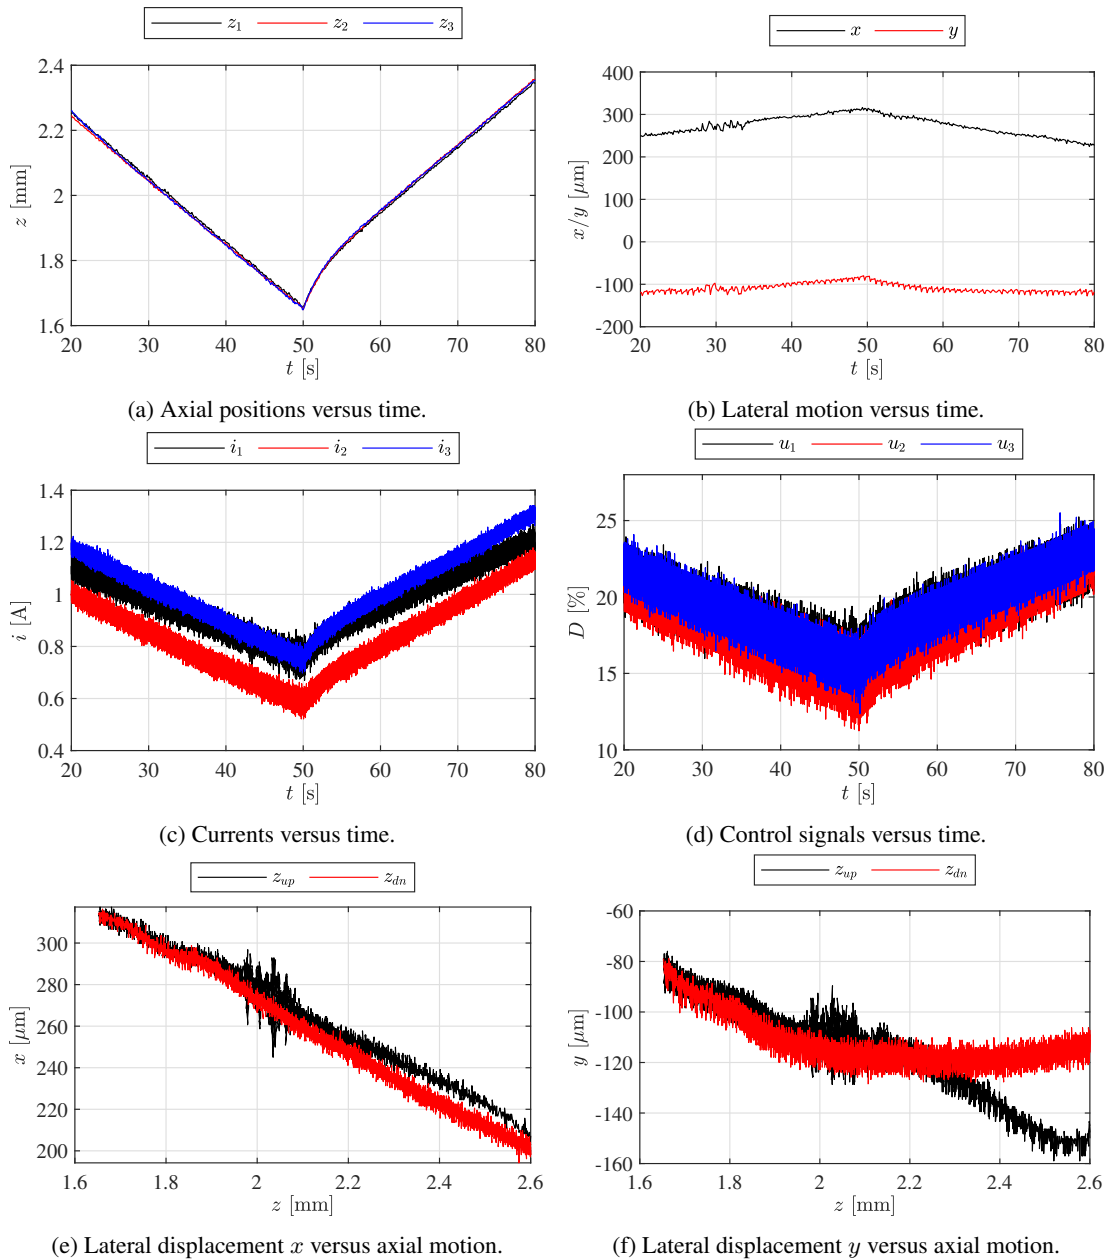 z₁ z₂ z₃
x y
2.4
2.2
2
1.8
1.6
z [mm]
20 30 40 50 60 70 80
t [s]
400
300
200
100
0
-100
-200
x/y [μm]
20 30 40 50 60 70 80
t [s]
(a) Axial positions versus time.
(b) Lateral motion versus time.
i₁ i₂ i₃
u₁ u₂ u₃
1.4
1.2
1
0.8
0.6
0.4
i [A]
20 30 40 50 60 70 80
t [s]
25
20
15
10
D [%]
20 30 40 50 60 70 80
t [s]
(c) Currents versus time.
(d) Control signals versus time.
z_up z_dn
z_up z_dn
300
280
260
240
220
200
x [μm]
1.6 1.8 2 2.2 2.4 2.6
z [mm]
-60
-80
-100
-120
-140
-160
y [μm]
1.6 1.8 2 2.2 2.4 2.6
z [mm]
(e) Lateral displacement x versus axial motion.
(f) Lateral displacement y versus axial motion.